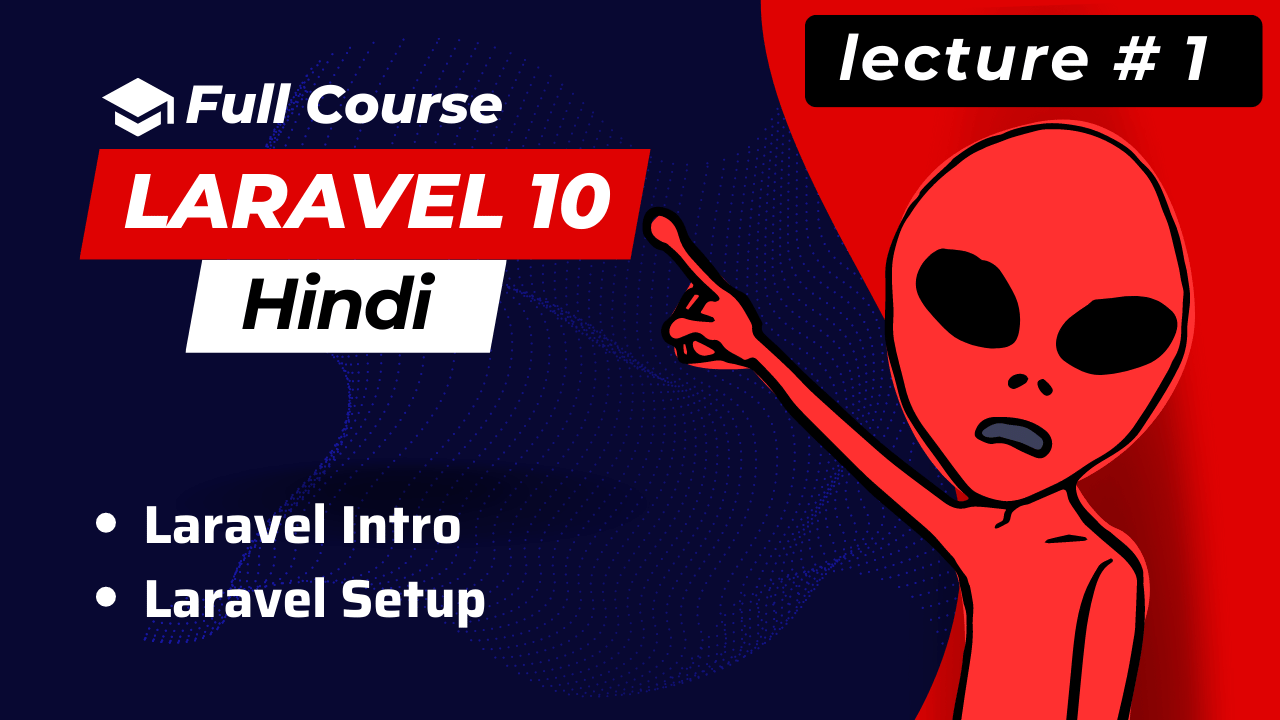 lecture # 1
Full Course
LARAVEL 10
Hindi
Laravel Intro
Laravel Setup